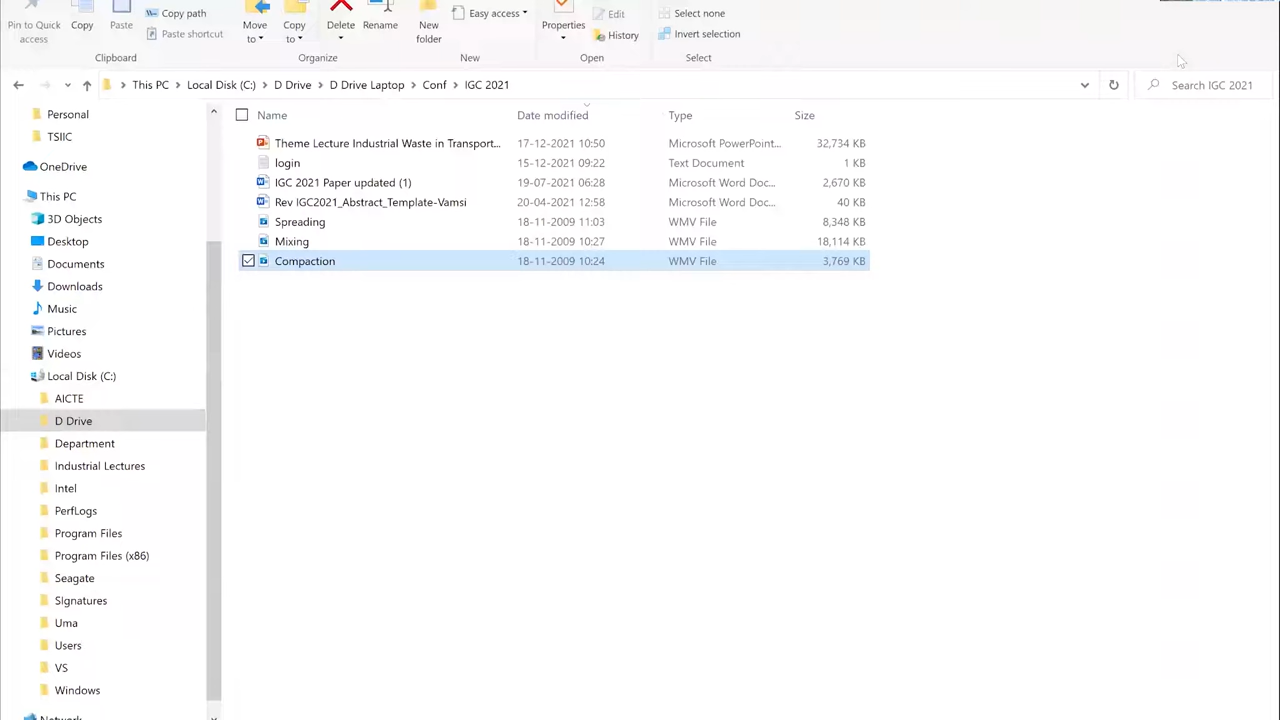 Pin to Quick access
Copy
Paste
Copy path
Paste shortcut
Move to
Copy to
Delete
Rename
New folder
Easy access
Properties
Edit
History
Select none
Invert selection
Clipboard
Organize
New
Open
Select
This PC > Local Disk (C:) > D Drive > D Drive Laptop > Conf > IGC 2021
Search IGC 2021
Name Date modified Type Size
Theme Lecture Industrial Waste in Transport... 17-12-2021 10:50 Microsoft PowerPoint... 32,734 KB
login 15-12-2021 09:22 Text Document 1 KB
IGC 2021 Paper updated (1) 19-07-2021 06:28 Microsoft Word Doc... 2,670 KB
Rev IGC2021_Abstract_Template-Vamsi 20-04-2021 12:58 Microsoft Word Doc... 40 KB
Spreading 18-11-2009 11:03 WMV File 8,348 KB
Mixing 18-11-2009 10:27 WMV File 18,114 KB
Compaction 18-11-2009 10:24 WMV File 3,769 KB
Personal
TSIIC
OneDrive
This PC
3D Objects
Desktop
Documents
Downloads
Music
Pictures
Videos
Local Disk (C:)
AICTE
D Drive
Department
Industrial Lectures
Intel
PerfLogs
Program Files
Program Files (x86)
Seagate
SIgnatures
Uma
Users
VS
Windows
Network